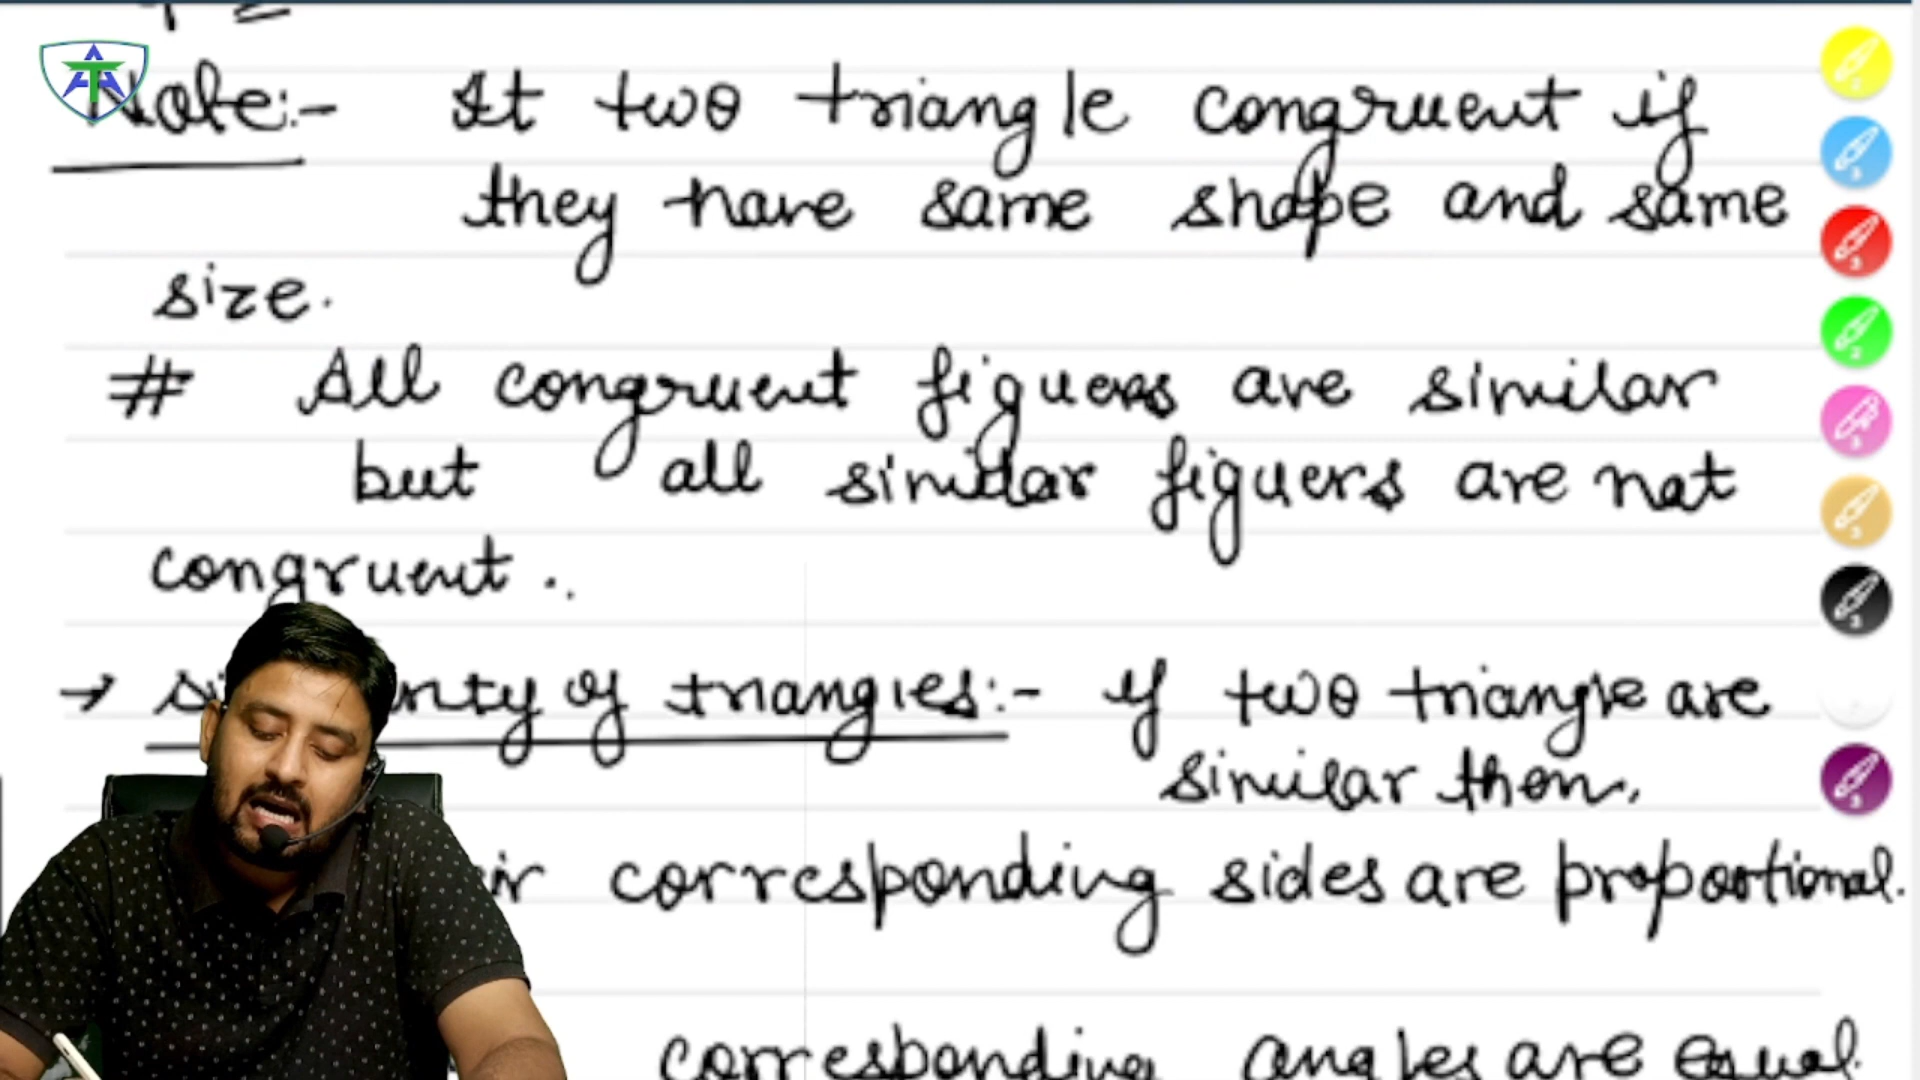 Note:- It two triangle congruent if
they have same shape and same
size.
# All congruent figuers are similar
but all similar figuers are not
congruent ..
→ of triangles:- if two triangle are
similar then,
corresponding sides are proportional.
corresponding angles are equal.